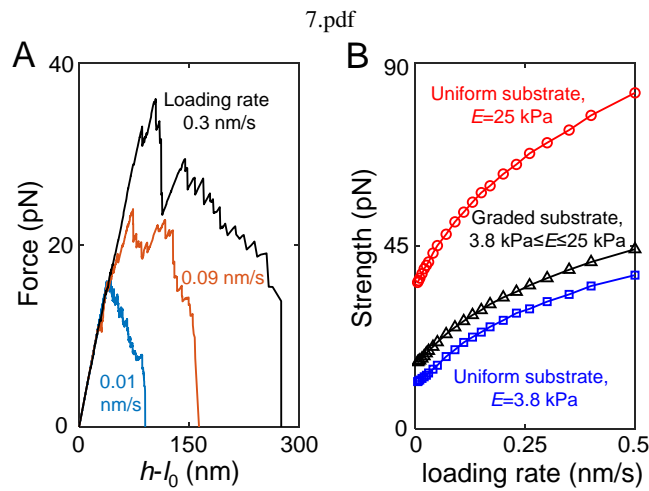 7.pdf
A
Force (pN)
40
20
0
0
150
300
h-l0 (nm)
Loading rate
0.3 nm/s
0.09 nm/s
0.01
nm/s
B
Strength (pN)
90
45
0
0
0.25
0.5
loading rate (nm/s)
Uniform substrate,
E=25 kPa
Graded substrate,
3.8 kPa≤E≤25 kPa
Uniform substrate,
E=3.8 kPa